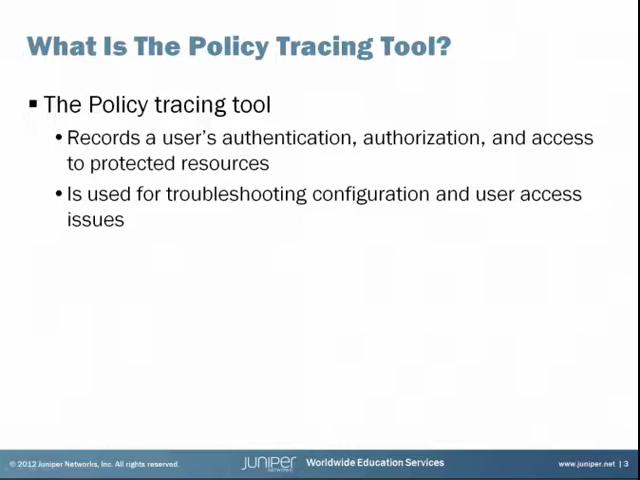 What Is The Policy Tracing Tool?
▪ The Policy tracing tool
• Records a user's authentication, authorization, and access
to protected resources
• Is used for troubleshooting configuration and user access
issues
© 2012 Juniper Networks, Inc. All rights reserved.
JUNIPER
NETWORKS
Worldwide Education Services
www.juniper.net | 3